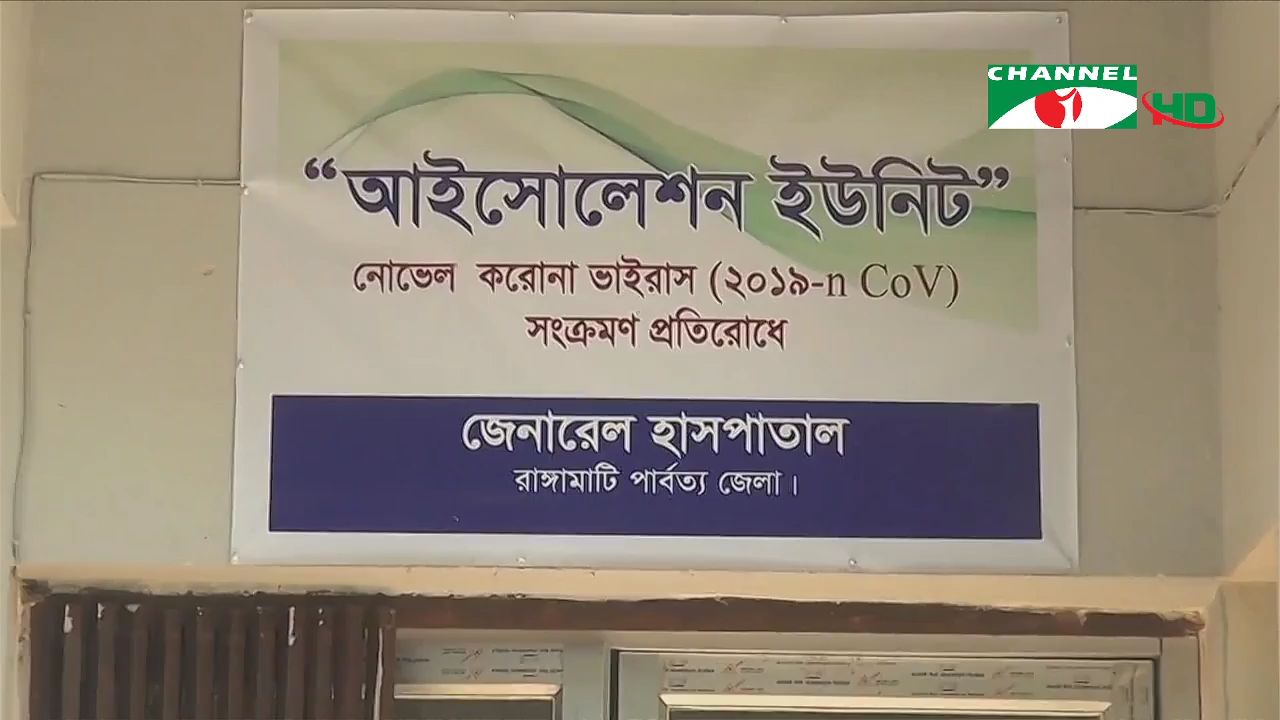 CHANNEL
i HD
“আইসোলেশন ইউনিট”
নোভেল করোনা ভাইরাস (২০১৯-n CoV)
সংক্রমণ প্রতিরোধে
জেনারেল হাসপাতাল
রাঙ্গামাটি পার্বত্য জেলা।